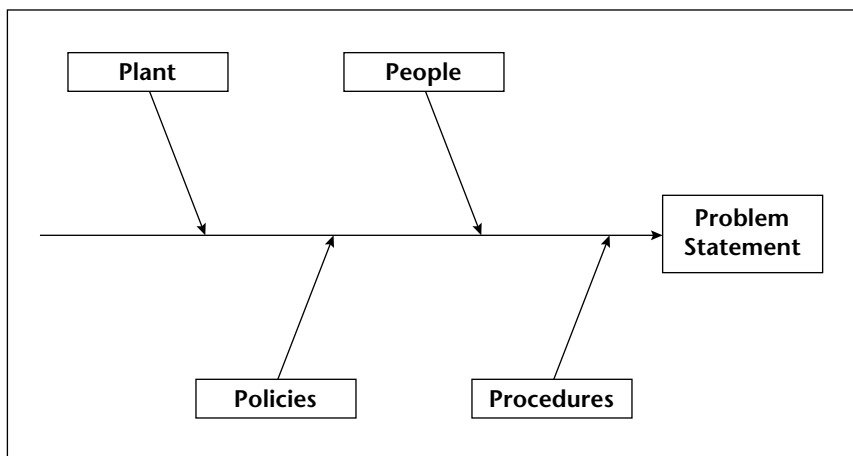 Plant
People
Problem
Statement
Policies
Procedures